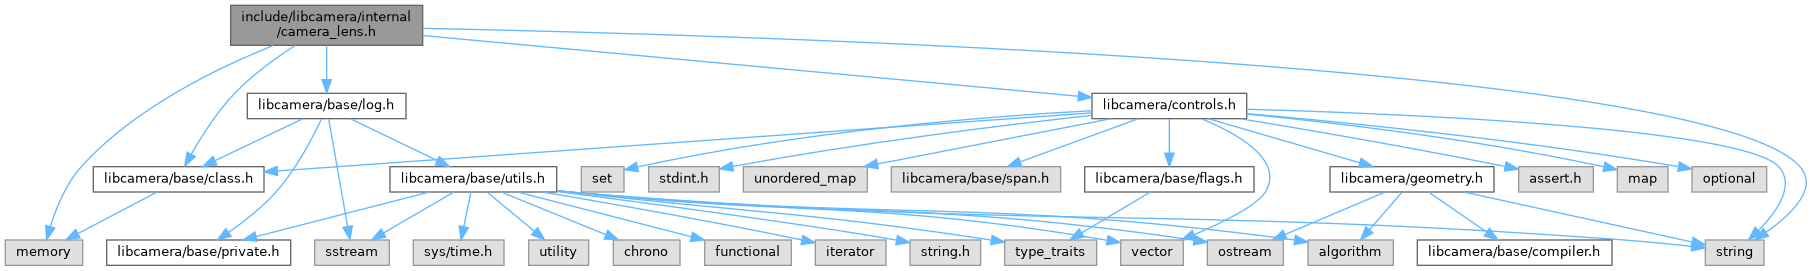 include/libcamera/internal
/camera_lens.h
libcamera/base/log.h
libcamera/controls.h
libcamera/base/class.h
libcamera/base/utils.h
set
stdint.h
unordered_map
libcamera/base/span.h
libcamera/base/flags.h
libcamera/geometry.h
assert.h
map
optional
memory
libcamera/base/private.h
sstream
sys/time.h
utility
chrono
functional
iterator
string.h
type_traits
vector
ostream
algorithm
libcamera/base/compiler.h
string